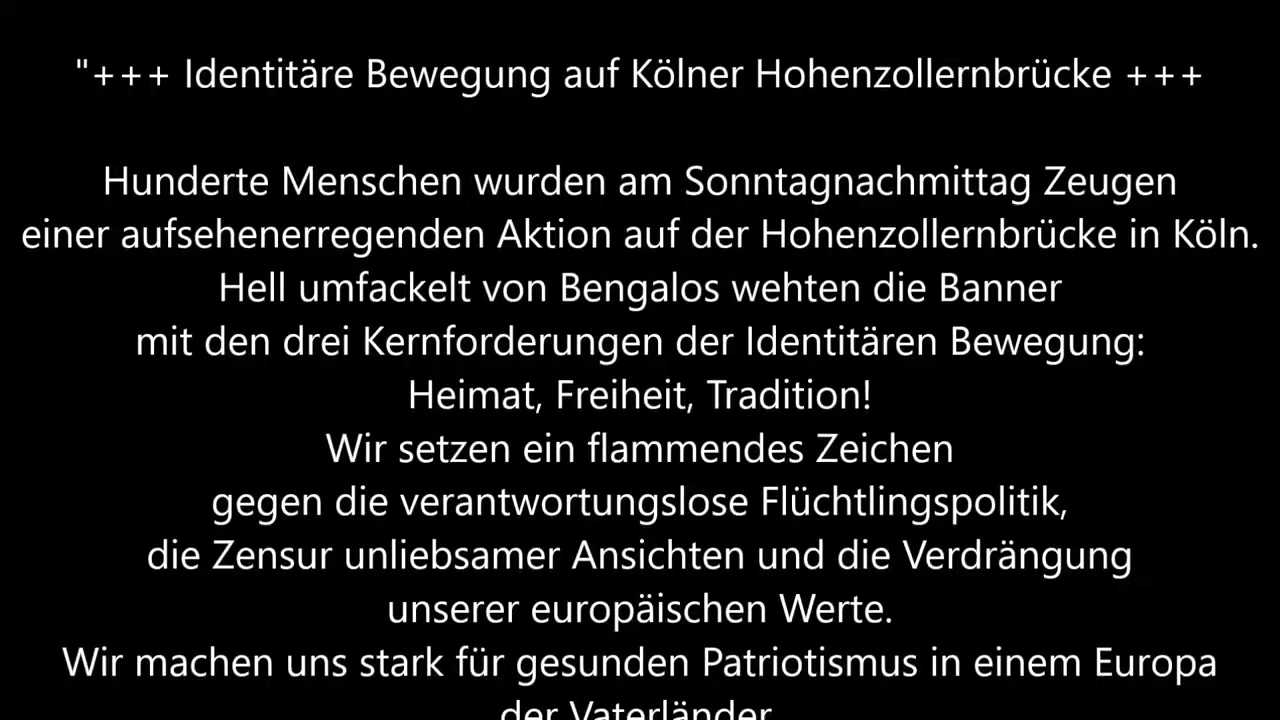 "+++ Identitäre Bewegung auf Kölner Hohenzollernbrücke +++
Hunderte Menschen wurden am Sonntagnachmittag Zeugen
einer aufsehenerregenden Aktion auf der Hohenzollernbrücke in Köln.
Hell umfackelt von Bengalos wehten die Banner
mit den drei Kernforderungen der Identitären Bewegung:
Heimat, Freiheit, Tradition!
Wir setzen ein flammendes Zeichen
gegen die verantwortungslose Flüchtlingspolitik,
die Zensur unliebsamer Ansichten und die Verdrängung
unserer europäischen Werte.
Wir machen uns stark für gesunden Patriotismus in einem Europa
der Vaterländer